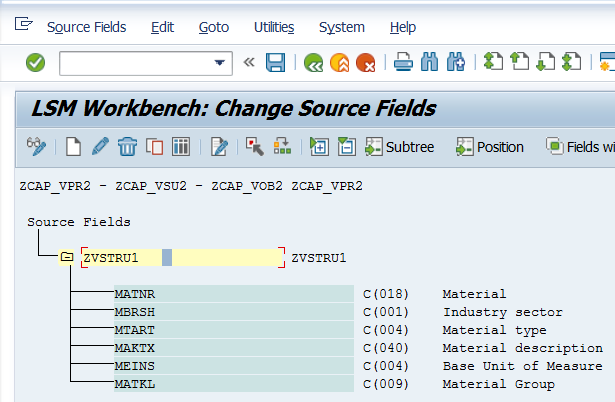 Source Fields Edit Goto Utilities System Help
LSM Workbench: Change Source Fields
Subtree Position Fields wi
ZCAP_VPR2 - ZCAP_VSU2 - ZCAP_VOB2 ZCAP_VPR2
Source Fields
ZVSTRU1 ZVSTRU1
MATNR C(018) Material
MBRSH C(001) Industry sector
MTART C(004) Material type
MAKTX C(040) Material description
MEINS C(004) Base Unit of Measure
MATKL C(009) Material Group